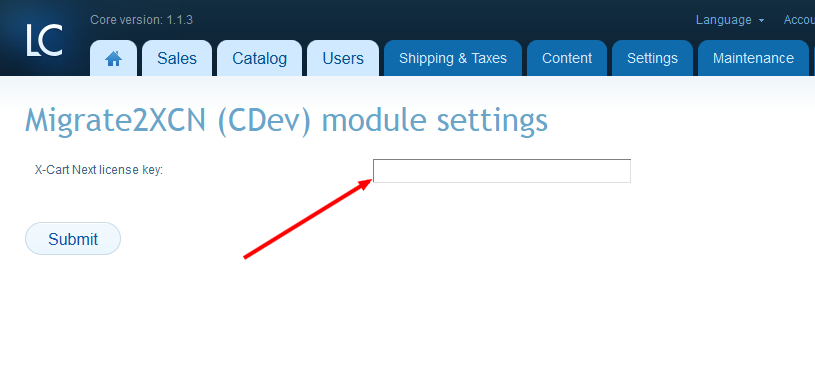 LC
Core version: 1.1.3
Language
Accou
Sales
Catalog
Users
Shipping & Taxes
Content
Settings
Maintenance
Migrate2XCN (CDev) module settings
X-Cart Next license key:
Submit